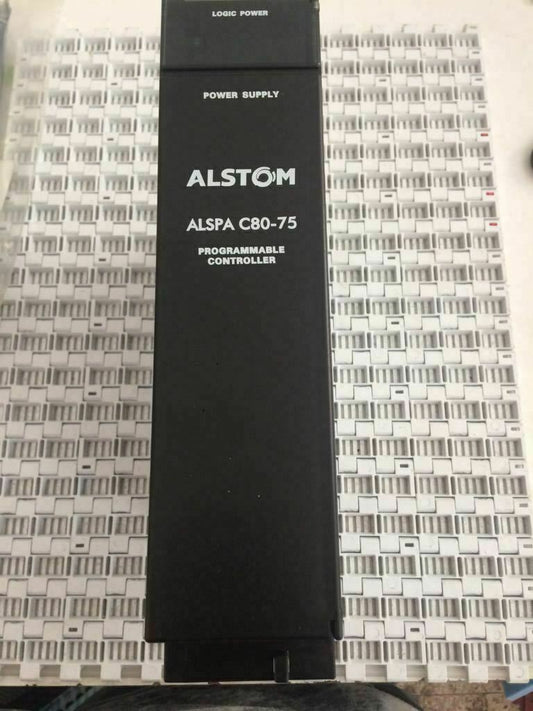 LOGIC POWER
POWER SUPPLY
ALSTOM
ALSPA C80-75
PROGRAMMABLE
CONTROLLER